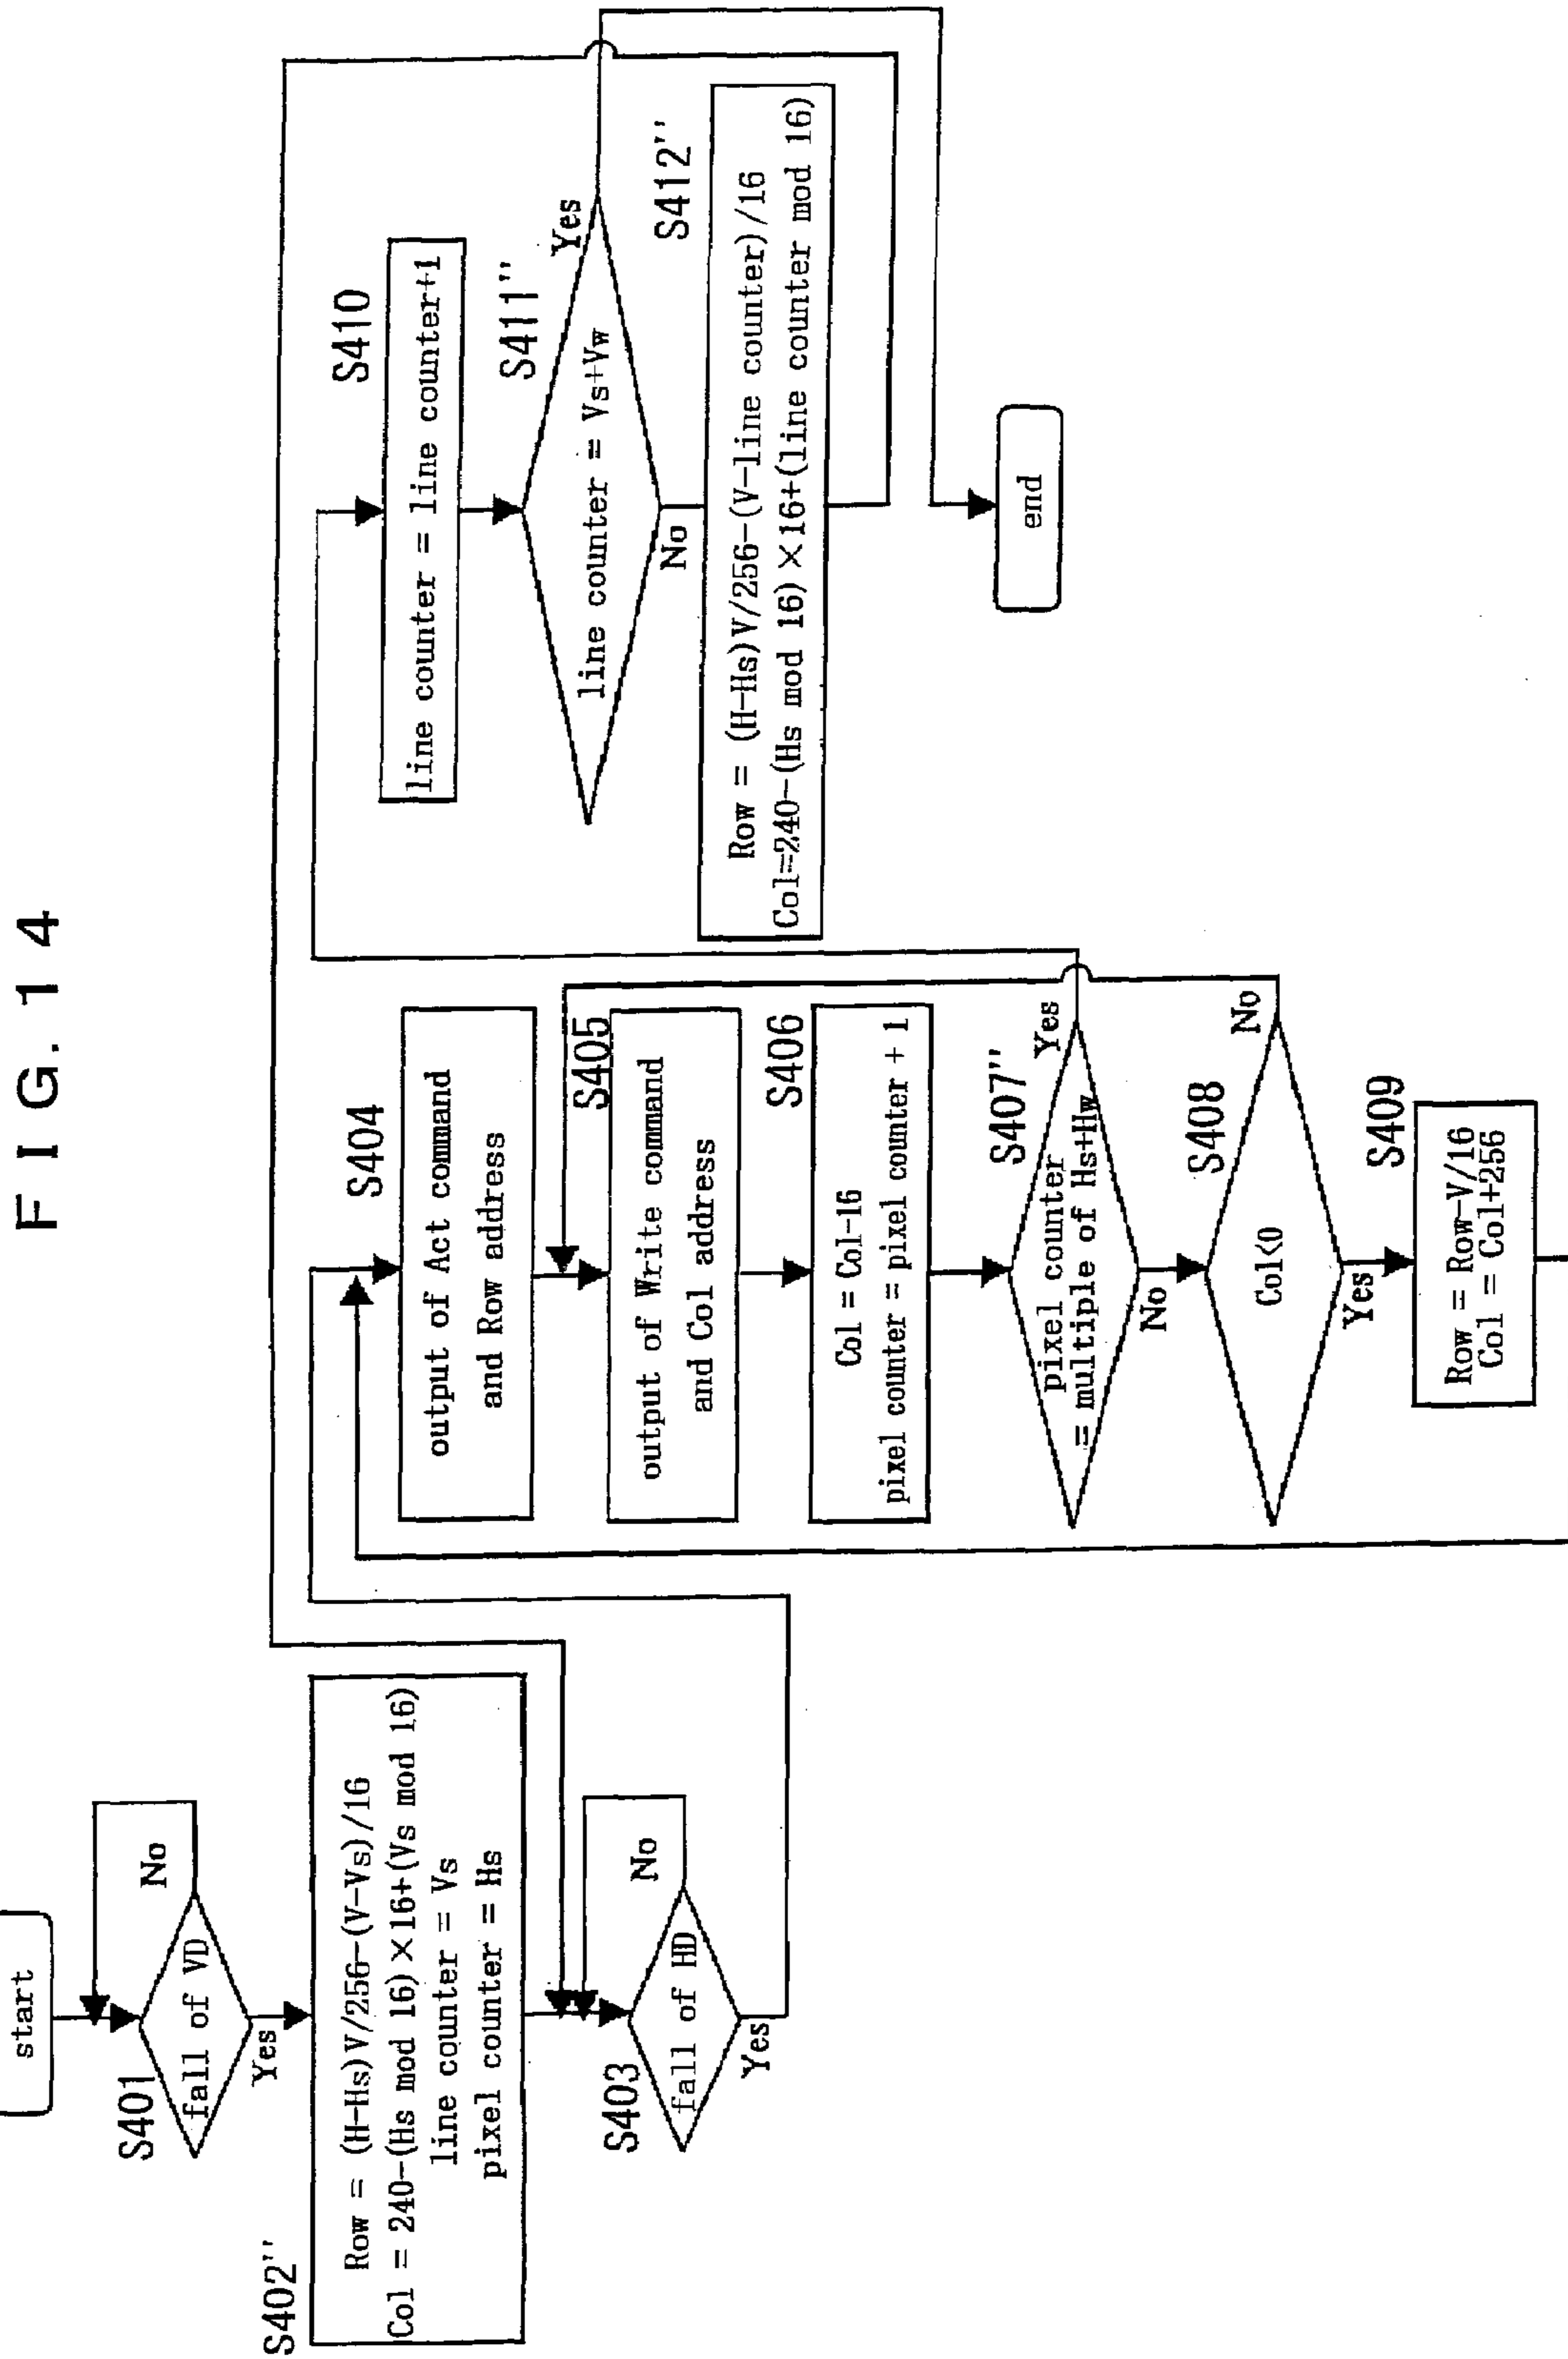 FIG. 14
start
S401
fall of VD
No
Yes
S402''
Row = (H-Hs)V/256-(V-Vs)/16
Col = 240-(Hs mod 16)×16+(Vs mod 16)
line counter = Vs
pixel counter = Hs
S403
fall of HD
No
Yes
S404
output of Act command
and Row address
S405
output of Write command
and Col address
S406
Col = Col-16
pixel counter = pixel counter + 1
S407''
pixel counter
= multiple of Hs+Hw
Yes
No
S408
Col<0
No
Yes
S409
Row = Row-V/16
Col = Col+256
S410
line counter = line counter+1
S411''
line counter = Vs+Vw
Yes
No
S412''
Row = (H-Hs)V/256-(V-line counter)/16
Col=240-(Hs mod 16)×16+(line counter mod 16)
end